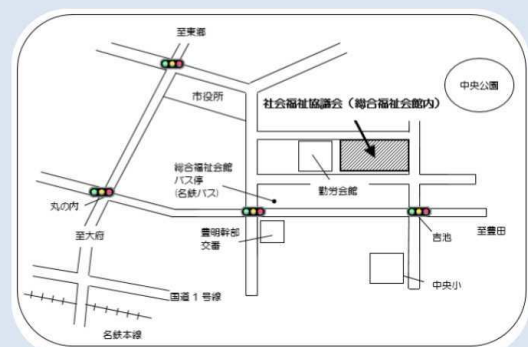 至東郷
中央公園
市役所
社会福祉協議会（総合福祉会館内）
総合福祉会館
バス停
(名鉄バス)
勤労会館
丸の内
豊明幹部
交番
吉池
至豊田
至大府
中央小
国道１号線
名鉄本線